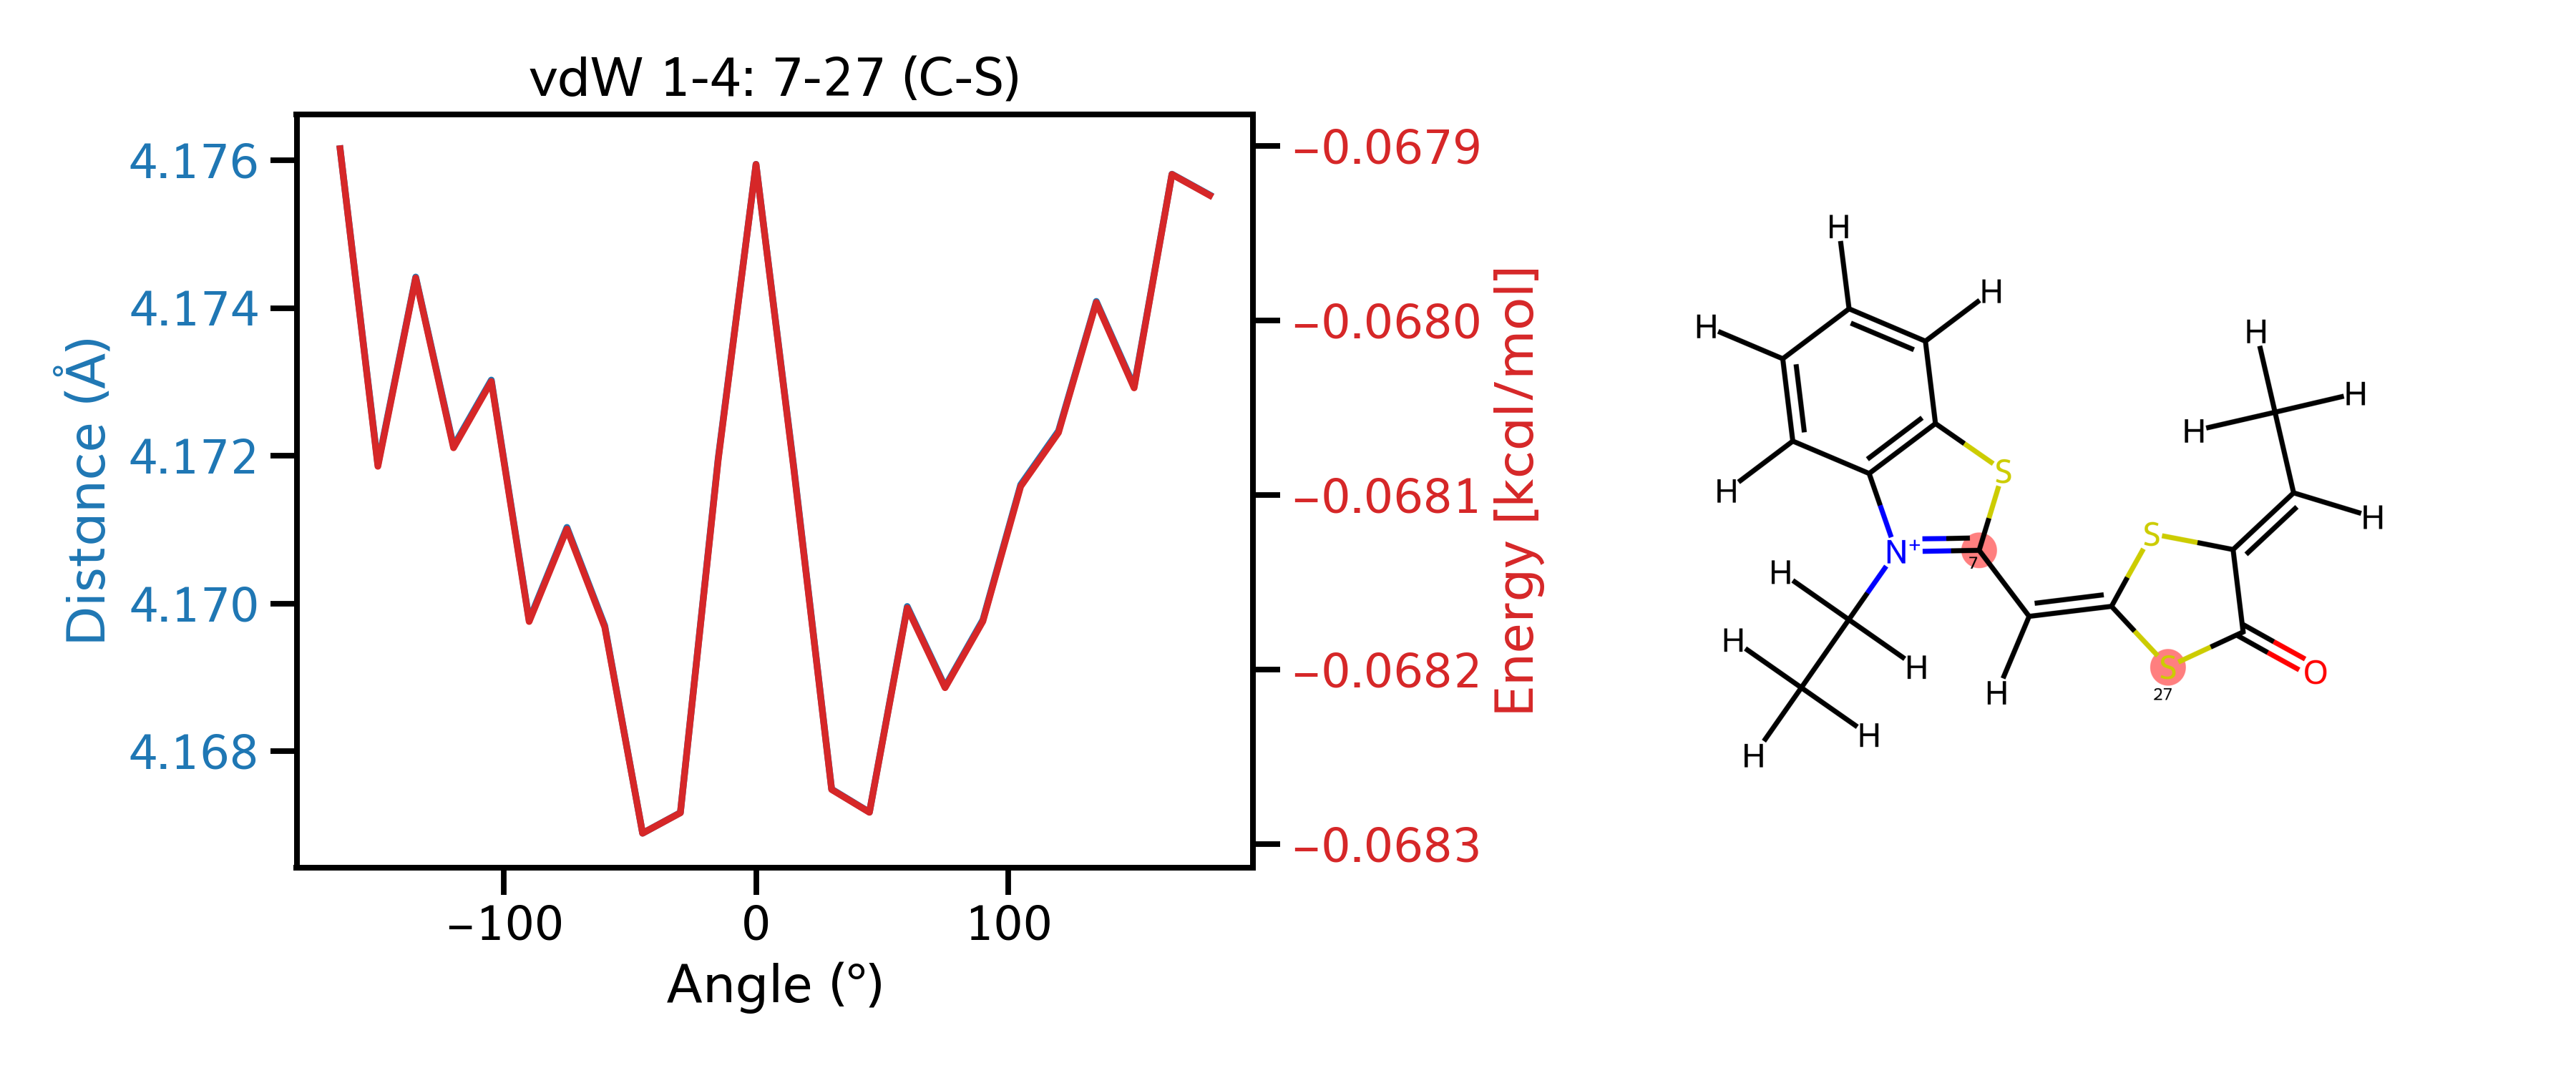 vdW 1-4: 7-27 (C-S)
Distance (Å)
4.176
4.174
4.172
4.170
4.168
−0.0679
−0.0680
−0.0681
−0.0682
−0.0683
Energy [kcal/mol]
−100
0
100
Angle (°)
H
H
H
H
H
H
H
S
H
H
S
N+
7
H
H
H
H
S
27
O
H
H
H